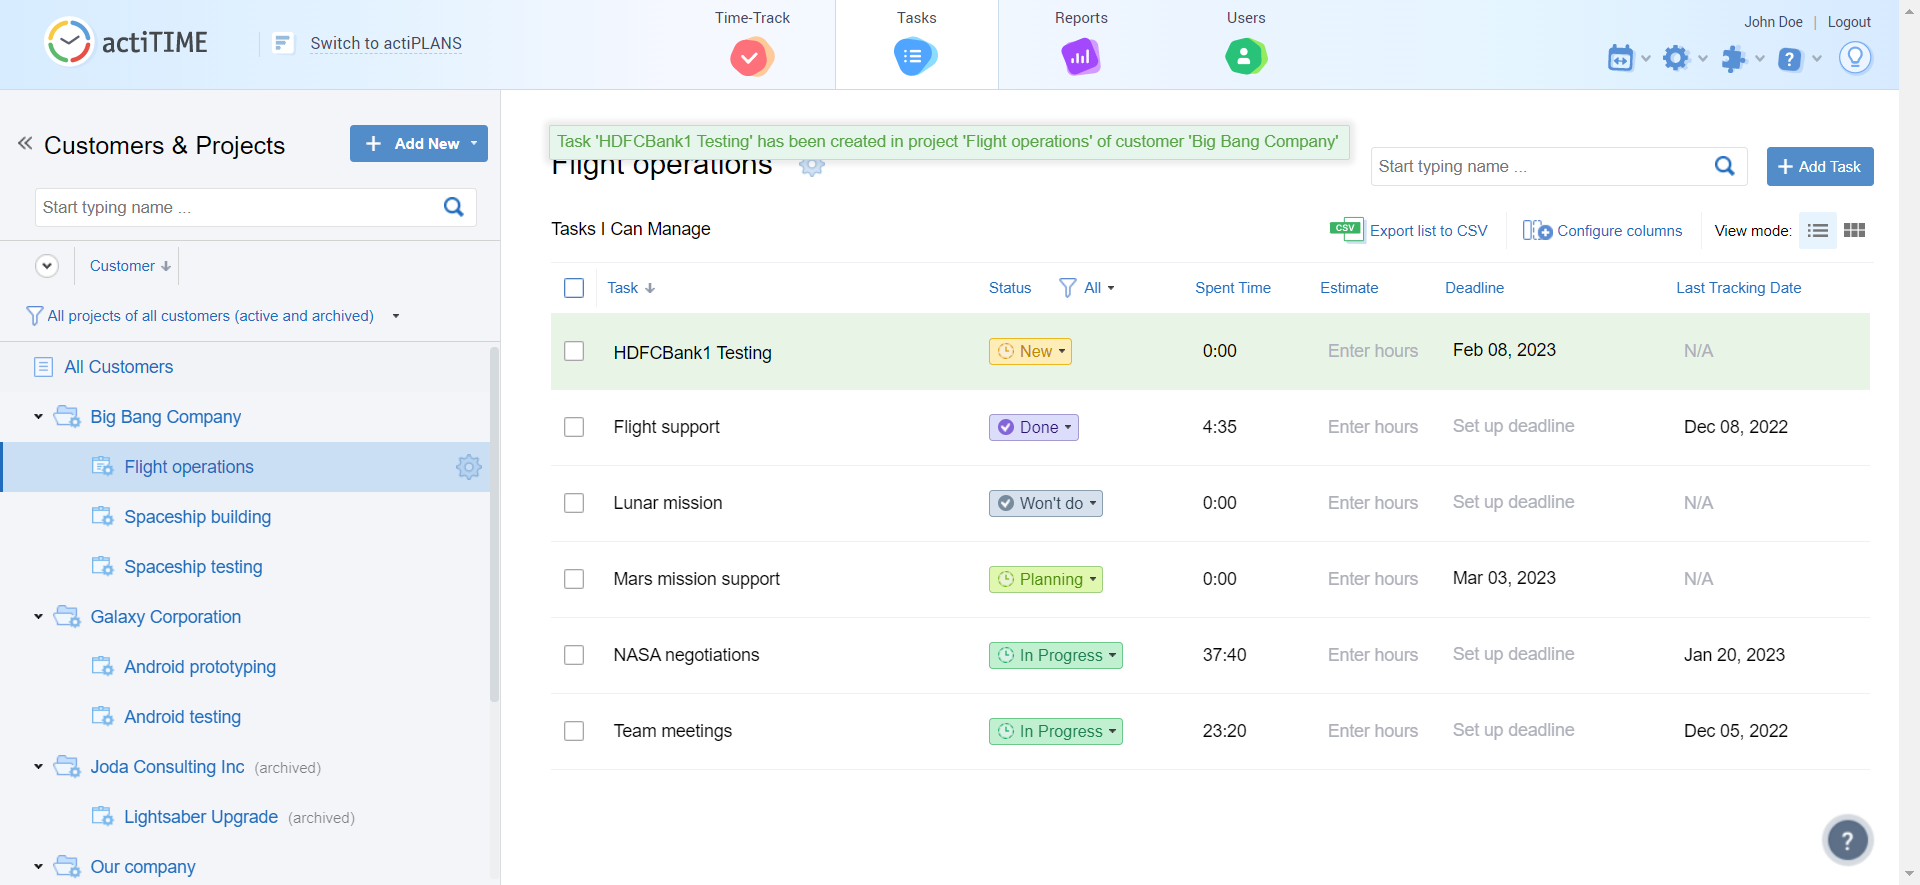 actiTIME
Switch to actiPLANS
Time-Track
Tasks
Reports
Users
John Doe | Logout
Customers & Projects
Add New
Start typing name ...
Customer
All projects of all customers (active and archived)
All Customers
Big Bang Company
Flight operations
Spaceship building
Spaceship testing
Galaxy Corporation
Android prototyping
Android testing
Joda Consulting Inc (archived)
Lightsaber Upgrade (archived)
Our company
Task 'HDFCBank1 Testing' has been created in project 'Flight operations' of customer 'Big Bang Company'
Flight operations
Start typing name ...
Add Task
Tasks I Can Manage
CSV Export list to CSV
Configure columns
View mode:
Task Status All Spent Time Estimate Deadline Last Tracking Date
HDFCBank1 Testing New 0:00 Enter hours Feb 08, 2023 N/A
Flight support Done 4:35 Enter hours Set up deadline Dec 08, 2022
Lunar mission Won't do 0:00 Enter hours Set up deadline N/A
Mars mission support Planning 0:00 Enter hours Mar 03, 2023 N/A
NASA negotiations In Progress 37:40 Enter hours Set up deadline Jan 20, 2023
Team meetings In Progress 23:20 Enter hours Set up deadline Dec 05, 2022
?